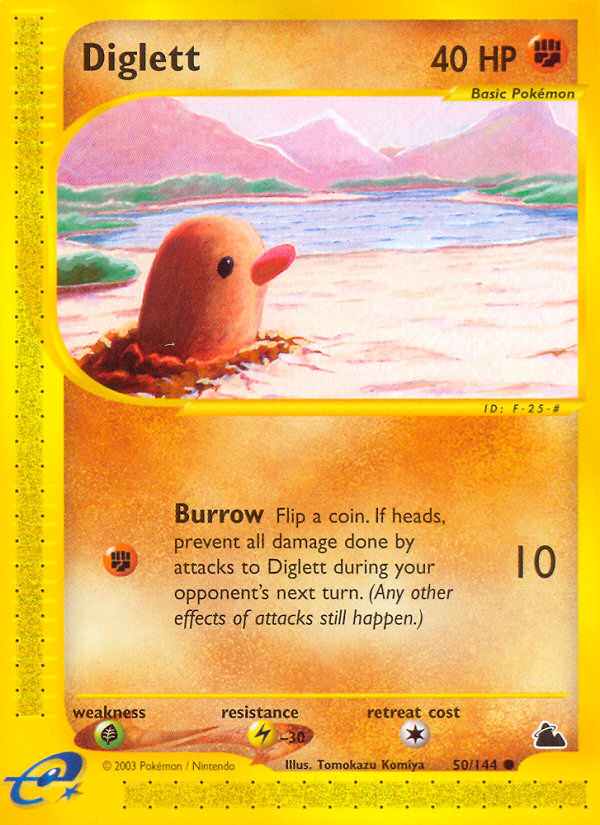 Diglett
40 HP
Basic Pokémon
ID: F-25-#
Burrow Flip a coin. If heads,
prevent all damage done by
attacks to Diglett during your
opponent's next turn. (Any other
effects of attacks still happen.)
10
weakness
resistance
retreat cost
-30
© 2003 Pokémon / Nintendo
Illus. Tomokazu Komiya
50/144 ●
e